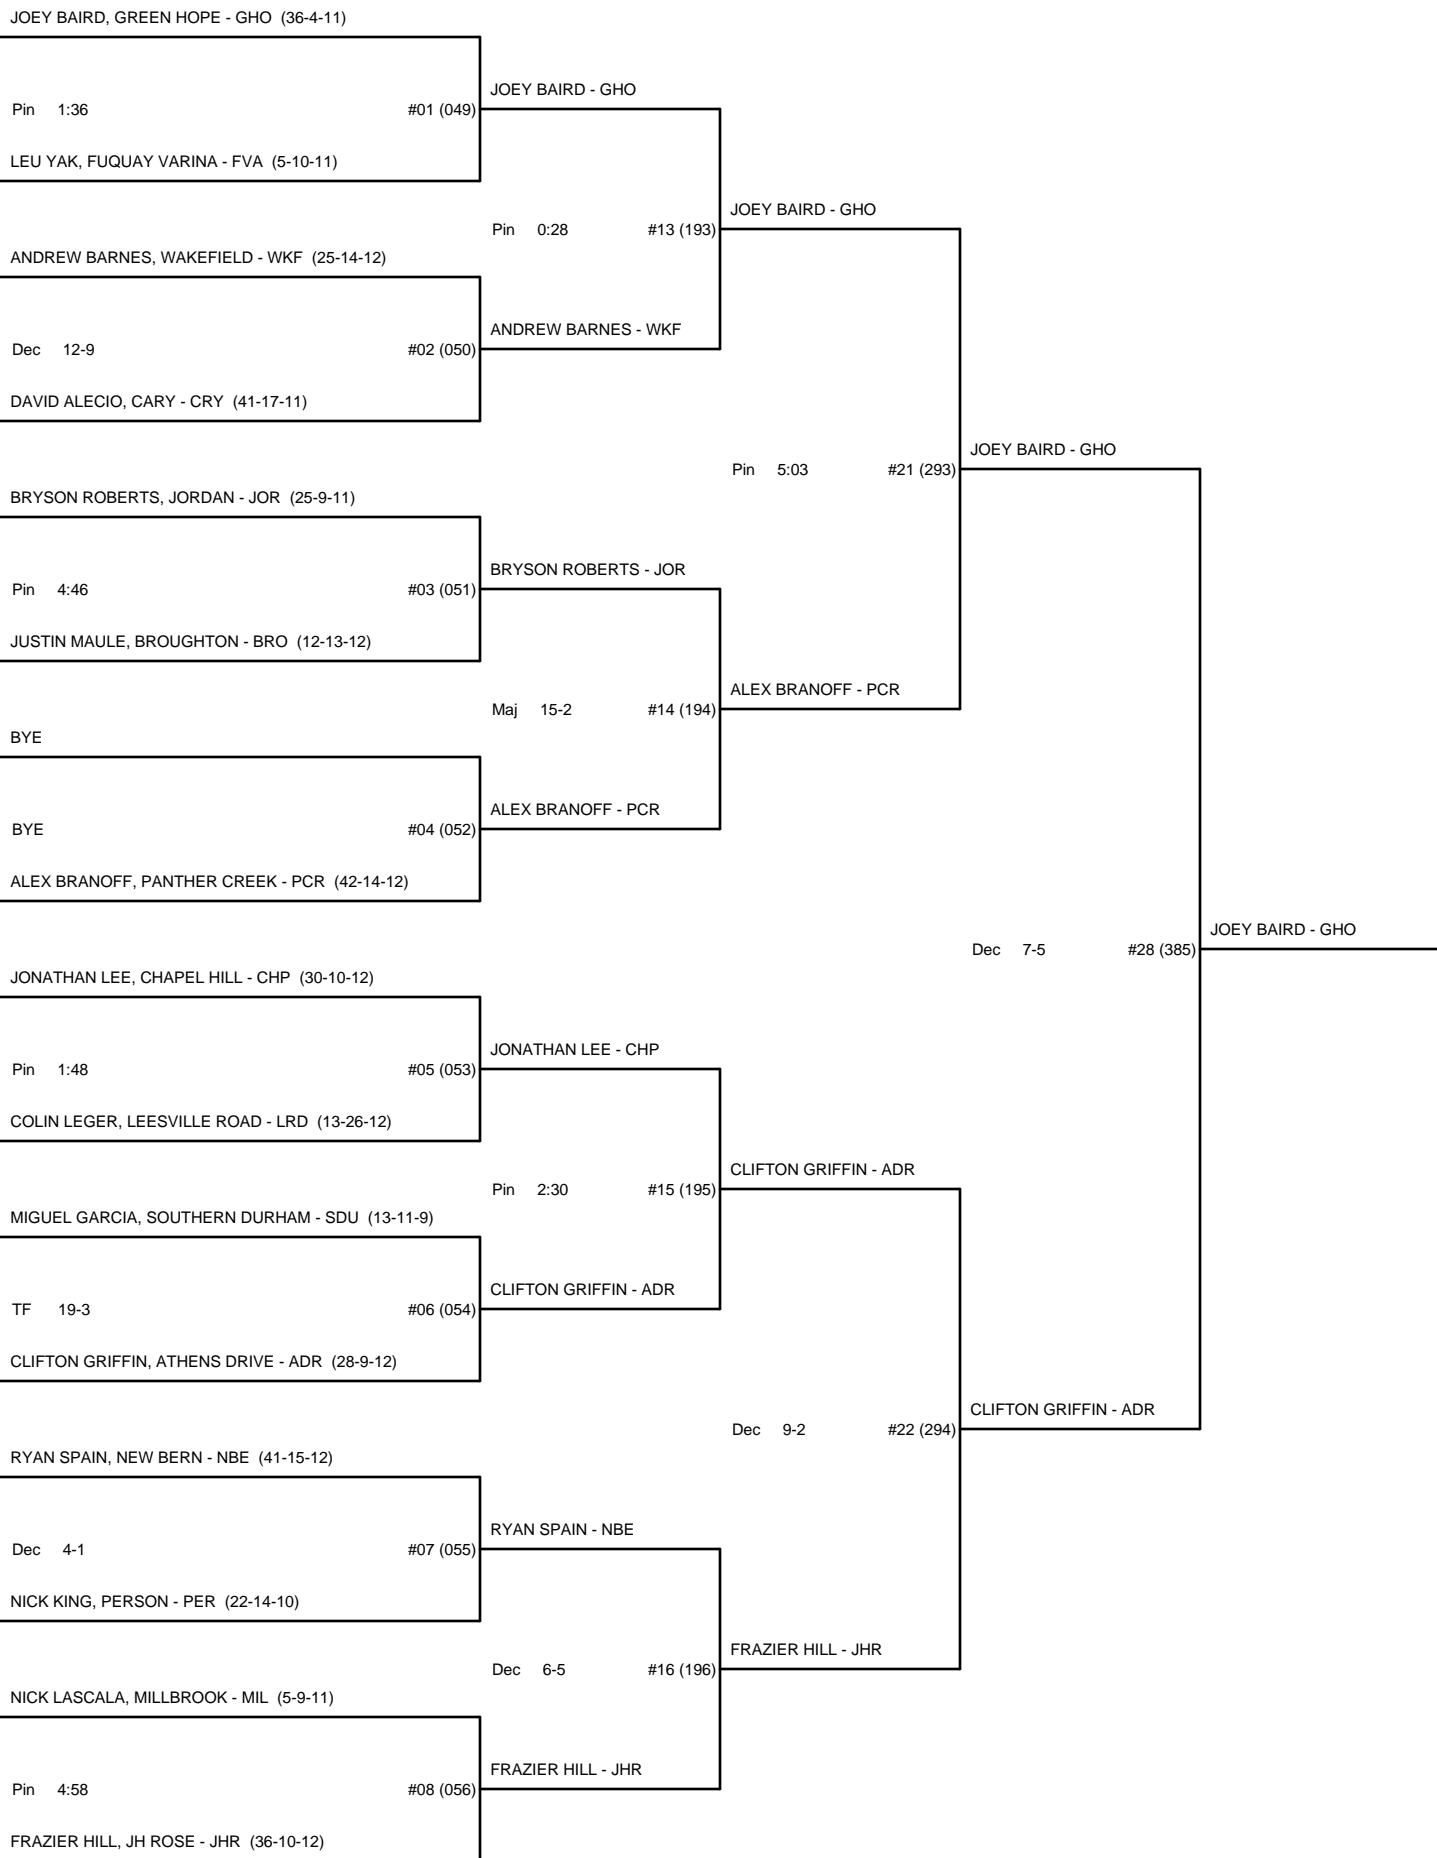 JOEY BAIRD, GREEN HOPE - GHO (36-4-11)
JOEY BAIRD - GHO
Pin 1:36 #01 (049)
LEU YAK, FUQUAY VARINA - FVA (5-10-11)
JOEY BAIRD - GHO
Pin 0:28 #13 (193)
ANDREW BARNES, WAKEFIELD - WKF (25-14-12)
ANDREW BARNES - WKF
Dec 12-9 #02 (050)
DAVID ALECIO, CARY - CRY (41-17-11)
JOEY BAIRD - GHO
Pin 5:03 #21 (293)
BRYSON ROBERTS, JORDAN - JOR (25-9-11)
BRYSON ROBERTS - JOR
Pin 4:46 #03 (051)
JUSTIN MAULE, BROUGHTON - BRO (12-13-12)
ALEX BRANOFF - PCR
Maj 15-2 #14 (194)
BYE
ALEX BRANOFF - PCR
BYE #04 (052)
ALEX BRANOFF, PANTHER CREEK - PCR (42-14-12)
JOEY BAIRD - GHO
Dec 7-5 #28 (385)
JONATHAN LEE, CHAPEL HILL - CHP (30-10-12)
JONATHAN LEE - CHP
Pin 1:48 #05 (053)
COLIN LEGER, LEESVILLE ROAD - LRD (13-26-12)
CLIFTON GRIFFIN - ADR
Pin 2:30 #15 (195)
MIGUEL GARCIA, SOUTHERN DURHAM - SDU (13-11-9)
CLIFTON GRIFFIN - ADR
TF 19-3 #06 (054)
CLIFTON GRIFFIN, ATHENS DRIVE - ADR (28-9-12)
CLIFTON GRIFFIN - ADR
Dec 9-2 #22 (294)
RYAN SPAIN, NEW BERN - NBE (41-15-12)
RYAN SPAIN - NBE
Dec 4-1 #07 (055)
NICK KING, PERSON - PER (22-14-10)
FRAZIER HILL - JHR
Dec 6-5 #16 (196)
NICK LASCALA, MILLBROOK - MIL (5-9-11)
FRAZIER HILL - JHR
Pin 4:58 #08 (056)
FRAZIER HILL, JH ROSE - JHR (36-10-12)